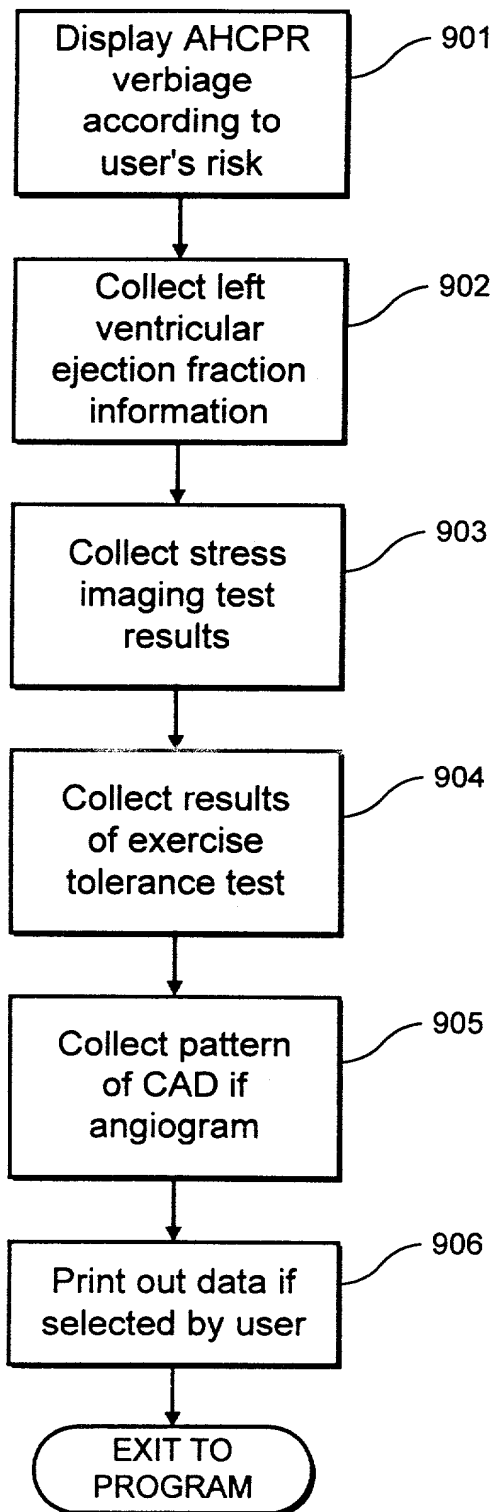 Display AHCPR
verbiage
according to
user's risk
901
Collect left
ventricular
ejection fraction
information
902
Collect stress
imaging test
results
903
Collect results
of exercise
tolerance test
904
Collect pattern
of CAD if
angiogram
905
Print out data if
selected by user
906
EXIT TO
PROGRAM